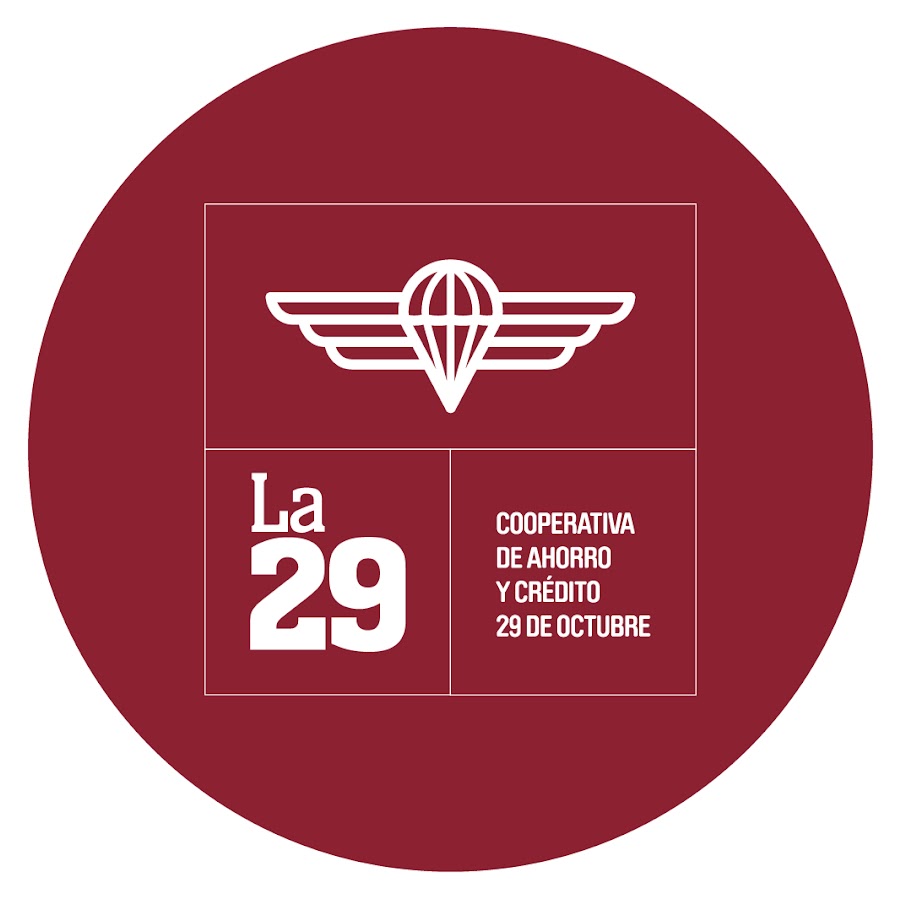 La
29
COOPERATIVA
DE AHORRO
Y CRÉDITO
29 DE OCTUBRE